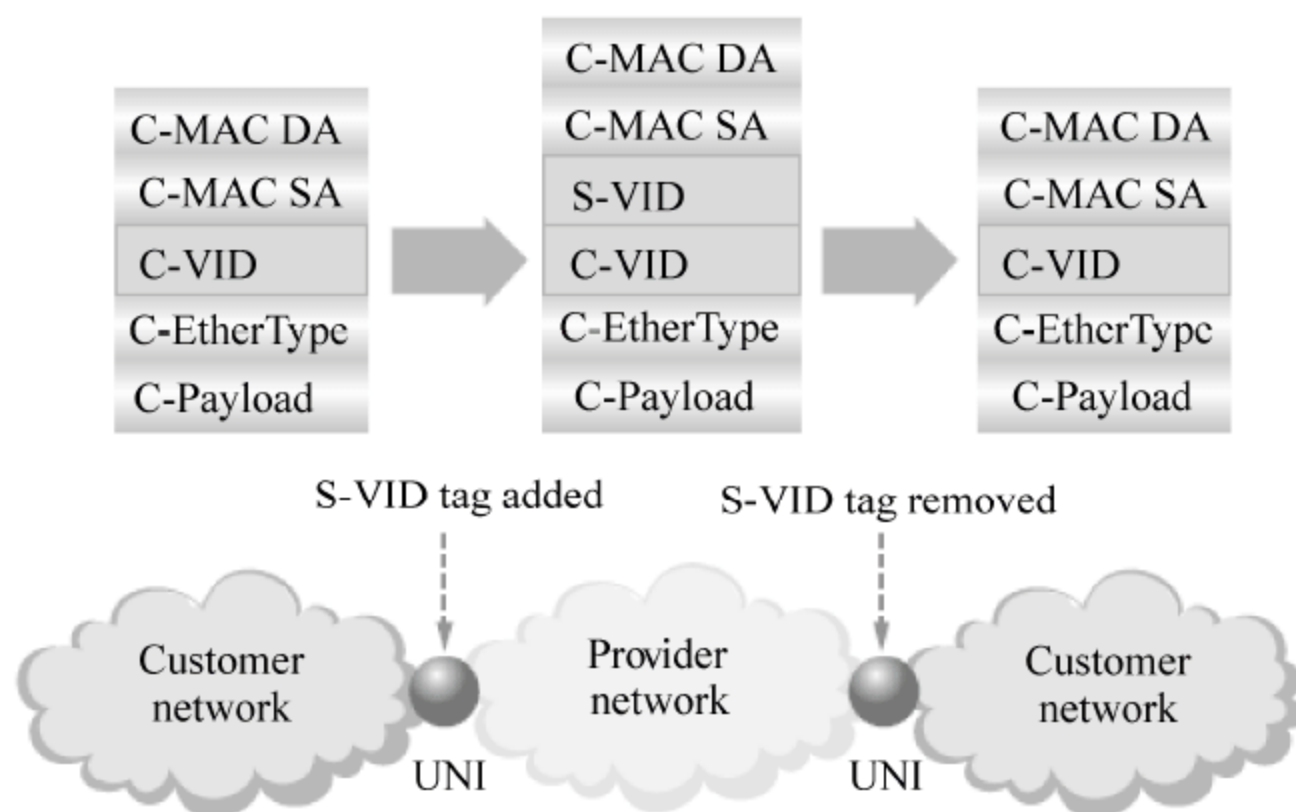 C-MAC DA
C-MAC SA
C-VID
C-EtherType
C-Payload
C-MAC DA
C-MAC SA
S-VID
C-VID
C-EtherType
C-Payload
C-MAC DA
C-MAC SA
C-VID
C-EthcrTypc
C-Payload
S-VID tag added
S-VID tag removed
Customer
network
Provider
network
Customer
network
UNI
UNI